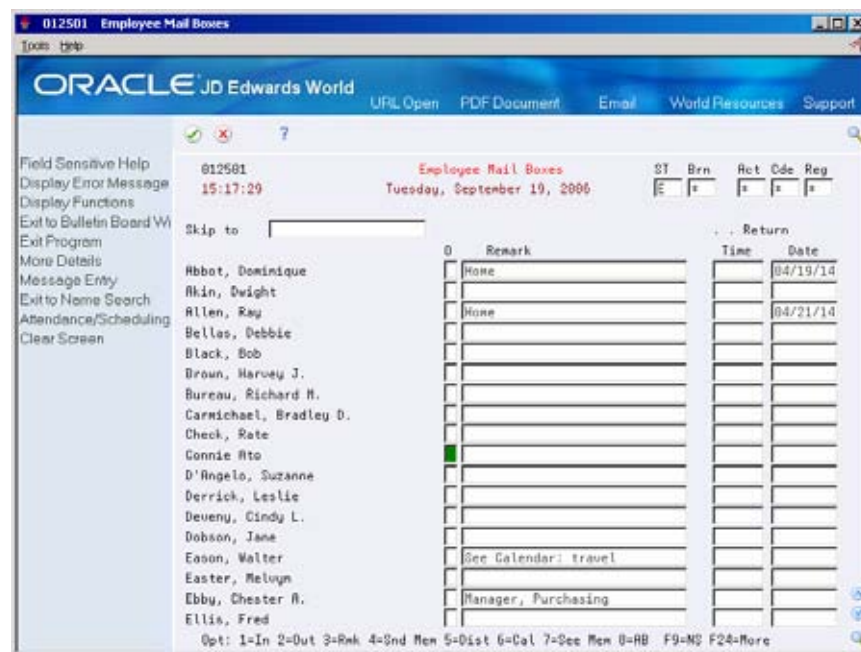 012501 Employee Mail Boxes
Tools Help
ORACLE JD Edwards World
URL Open PDF Document Email World Resources Support
?
Field Sensitive Help
Display Error Message
Display Functions
Exit to Bulletin Board Wi
Exit Program
More Details
Message Entry
Exit to Name Search
Attendance/Scheduling
Clear Screen
012501 Employee Mail Boxes ST Brn Act Cde Reg
15:17:29 Tuesday, September 19, 2006 E * * * *
Skip to . . Return
O Remark Time Date
Abbot, Dominique Home 04/19/14
Akin, Dwight
Allen, Ray Home 04/21/14
Bellas, Debbie
Black, Bob
Brown, Harvey J.
Bureau, Richard M.
Carmichael, Bradley D.
Check, Rate
Connie Ato
D'Angelo, Suzanne
Derrick, Leslie
Deveny, Cindy L.
Dobson, Jane
Eason, Walter See Calendar: travel
Easter, Melvyn
Ebby, Chester A. Manager, Purchasing
Ellis, Fred
Opt: 1=In 2=Out 3=Rmk 4=Snd Mem 5=Dist 6=Cal 7=See Mem 8=AB F9=NS F24=More